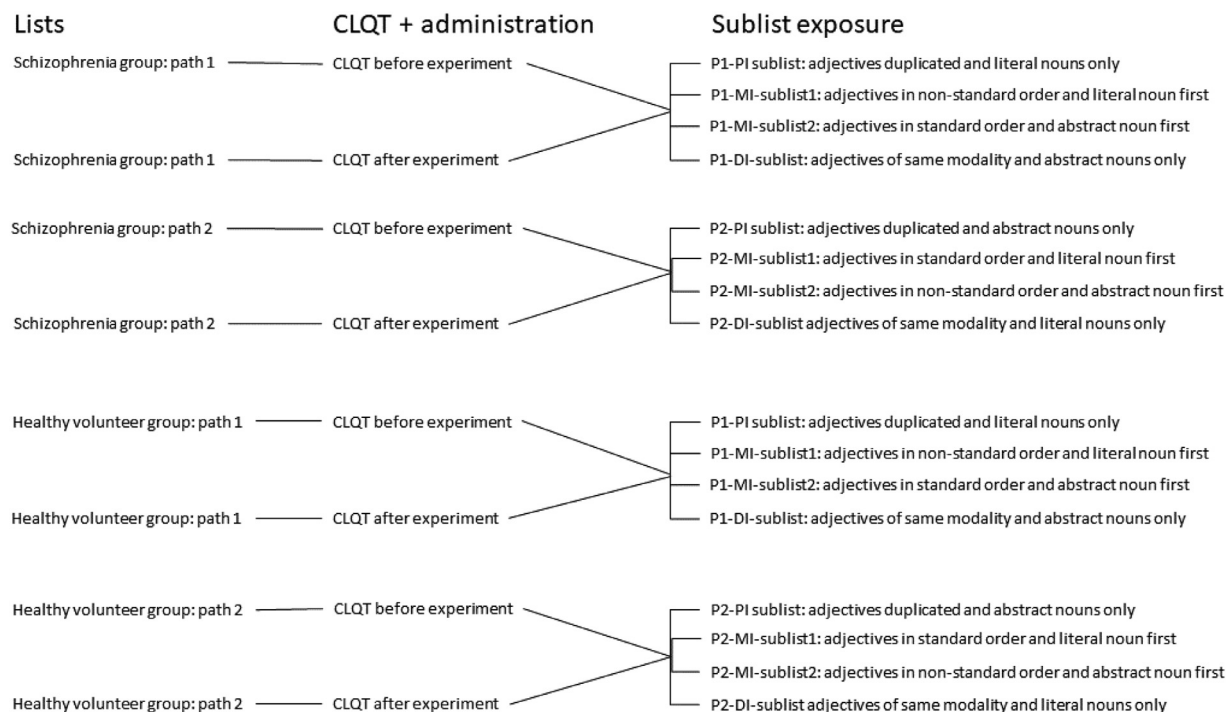 Lists CLQT + administration Sublist exposure
Schizophrenia group: path 1 CLQT before experiment P1-PI sublist: adjectives duplicated and literal nouns only
P1-MI-sublist1: adjectives in non-standard order and literal noun first
P1-MI-sublist2: adjectives in standard order and abstract noun first
Schizophrenia group: path 1 CLQT after experiment P1-DI-sublist: adjectives of same modality and abstract nouns only
Schizophrenia group: path 2 CLQT before experiment P2-PI sublist: adjectives duplicated and abstract nouns only
P2-MI-sublist1: adjectives in standard order and literal noun first
P2-MI-sublist2: adjectives in non-standard order and abstract noun first
Schizophrenia group: path 2 CLQT after experiment P2-DI-sublist adjectives of same modality and literal nouns only
Healthy volunteer group: path 1 CLQT before experiment P1-PI sublist: adjectives duplicated and literal nouns only
P1-MI-sublist1: adjectives in non-standard order and literal noun first
P1-MI-sublist2: adjectives in standard order and abstract noun first
Healthy volunteer group: path 1 CLQT after experiment P1-DI-sublist: adjectives of same modality and abstract nouns only
Healthy volunteer group: path 2 CLQT before experiment P2-PI sublist: adjectives duplicated and abstract nouns only
P2-MI-sublist1: adjectives in standard order and literal noun first
P2-MI-sublist2: adjectives in non-standard order and abstract noun first
Healthy volunteer group: path 2 CLQT after experiment P2-DI-sublist adjectives of same modality and literal nouns only